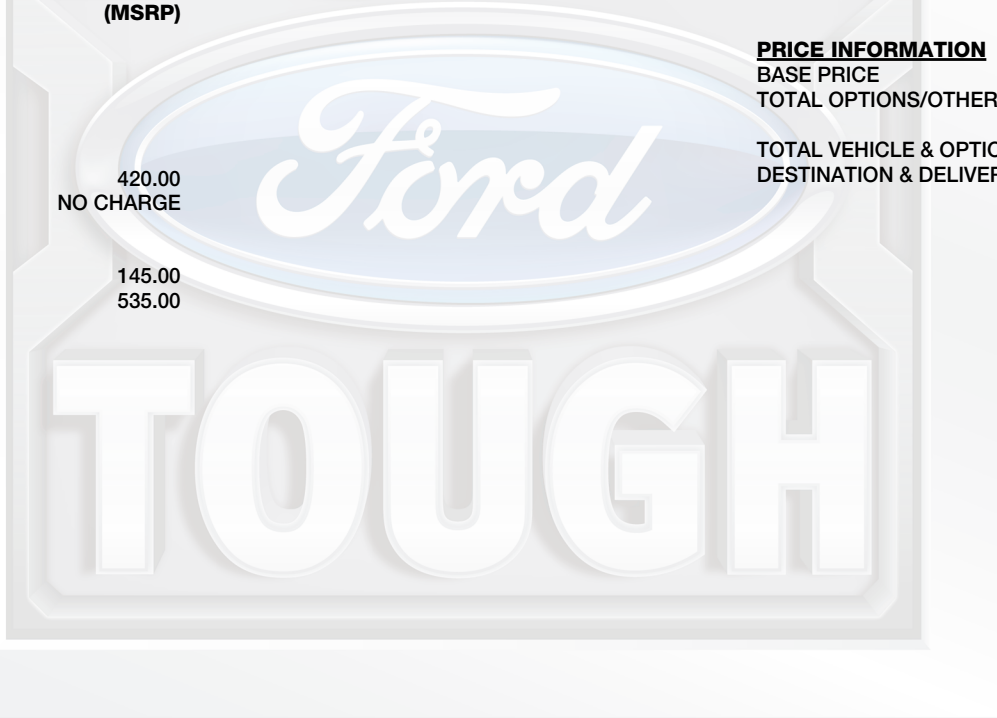 (MSRP)
420.00
NO CHARGE
145.00
535.00
PRICE INFORMATION
BASE PRICE
TOTAL OPTIONS/OTHER
TOTAL VEHICLE & OPTIO
DESTINATION & DELIVER
Ford
TOUGH